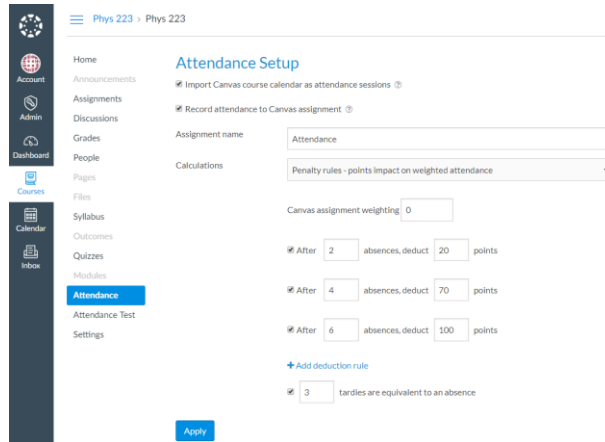 Phys 223 › Phys 223
Account
Admin
Dashboard
Courses
Calendar
Inbox
Home
Announcements
Assignments
Discussions
Grades
People
Pages
Files
Syllabus
Outcomes
Quizzes
Modules
Attendance
Attendance Test
Settings
Attendance Setup
Import Canvas course calendar as attendance sessions ?
Record attendance to Canvas assignment ?
Assignment name Attendance
Calculations Penalty rules - points impact on weighted attendance
Canvas assignment weighting 0
After 2 absences, deduct 20 points
After 4 absences, deduct 70 points
After 6 absences, deduct 100 points
+ Add deduction rule
3 tardies are equivalent to an absence
Apply